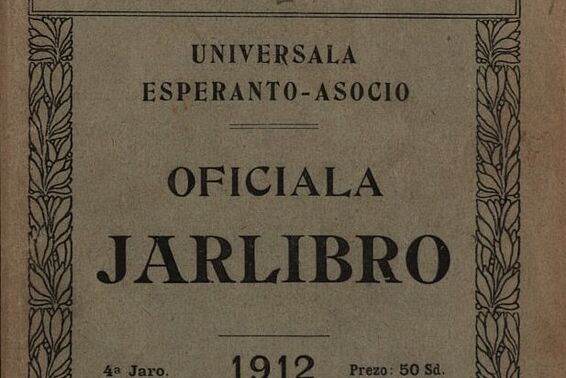 UNIVERSALA
ESPERANTO-ASOCIO
OFICIALA
JARLIBRO
4ª Jaro. 1912 Prezo: 50 Sd.